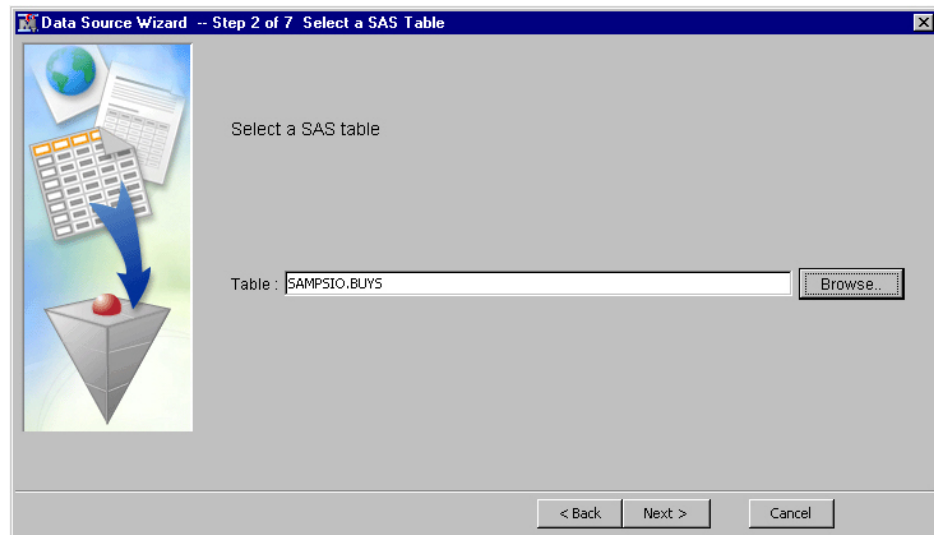 Data Source Wizard -- Step 2 of 7 Select a SAS Table
Select a SAS table
Table : SAMPSIO.BUYS Browse..
< Back Next > Cancel